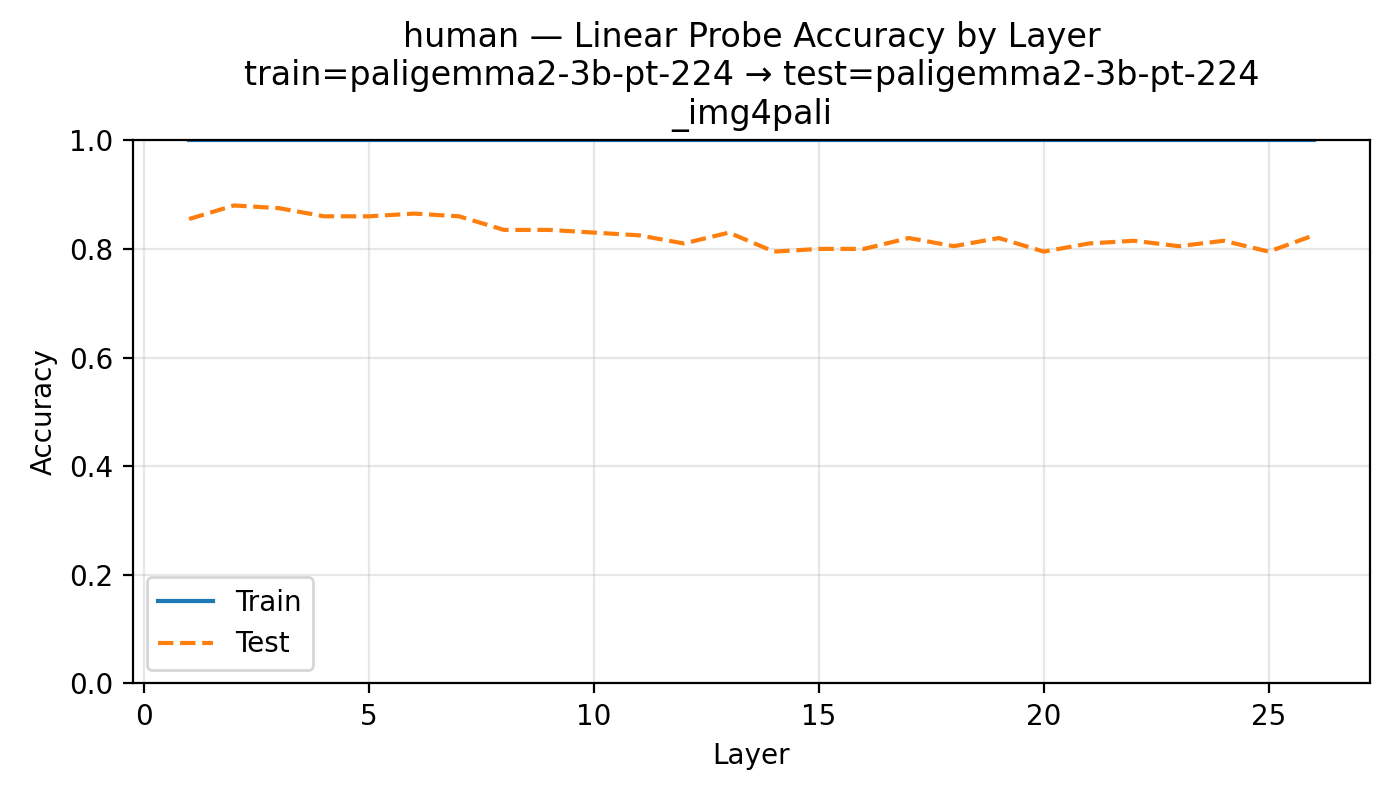 human — Linear Probe Accuracy by Layer
train=paligemma2-3b-pt-224 → test=paligemma2-3b-pt-224
_img4pali
1.0
0.8
0.6
0.4
0.2
0.0
Accuracy
Train
Test
0 5 10 15 20 25
Layer